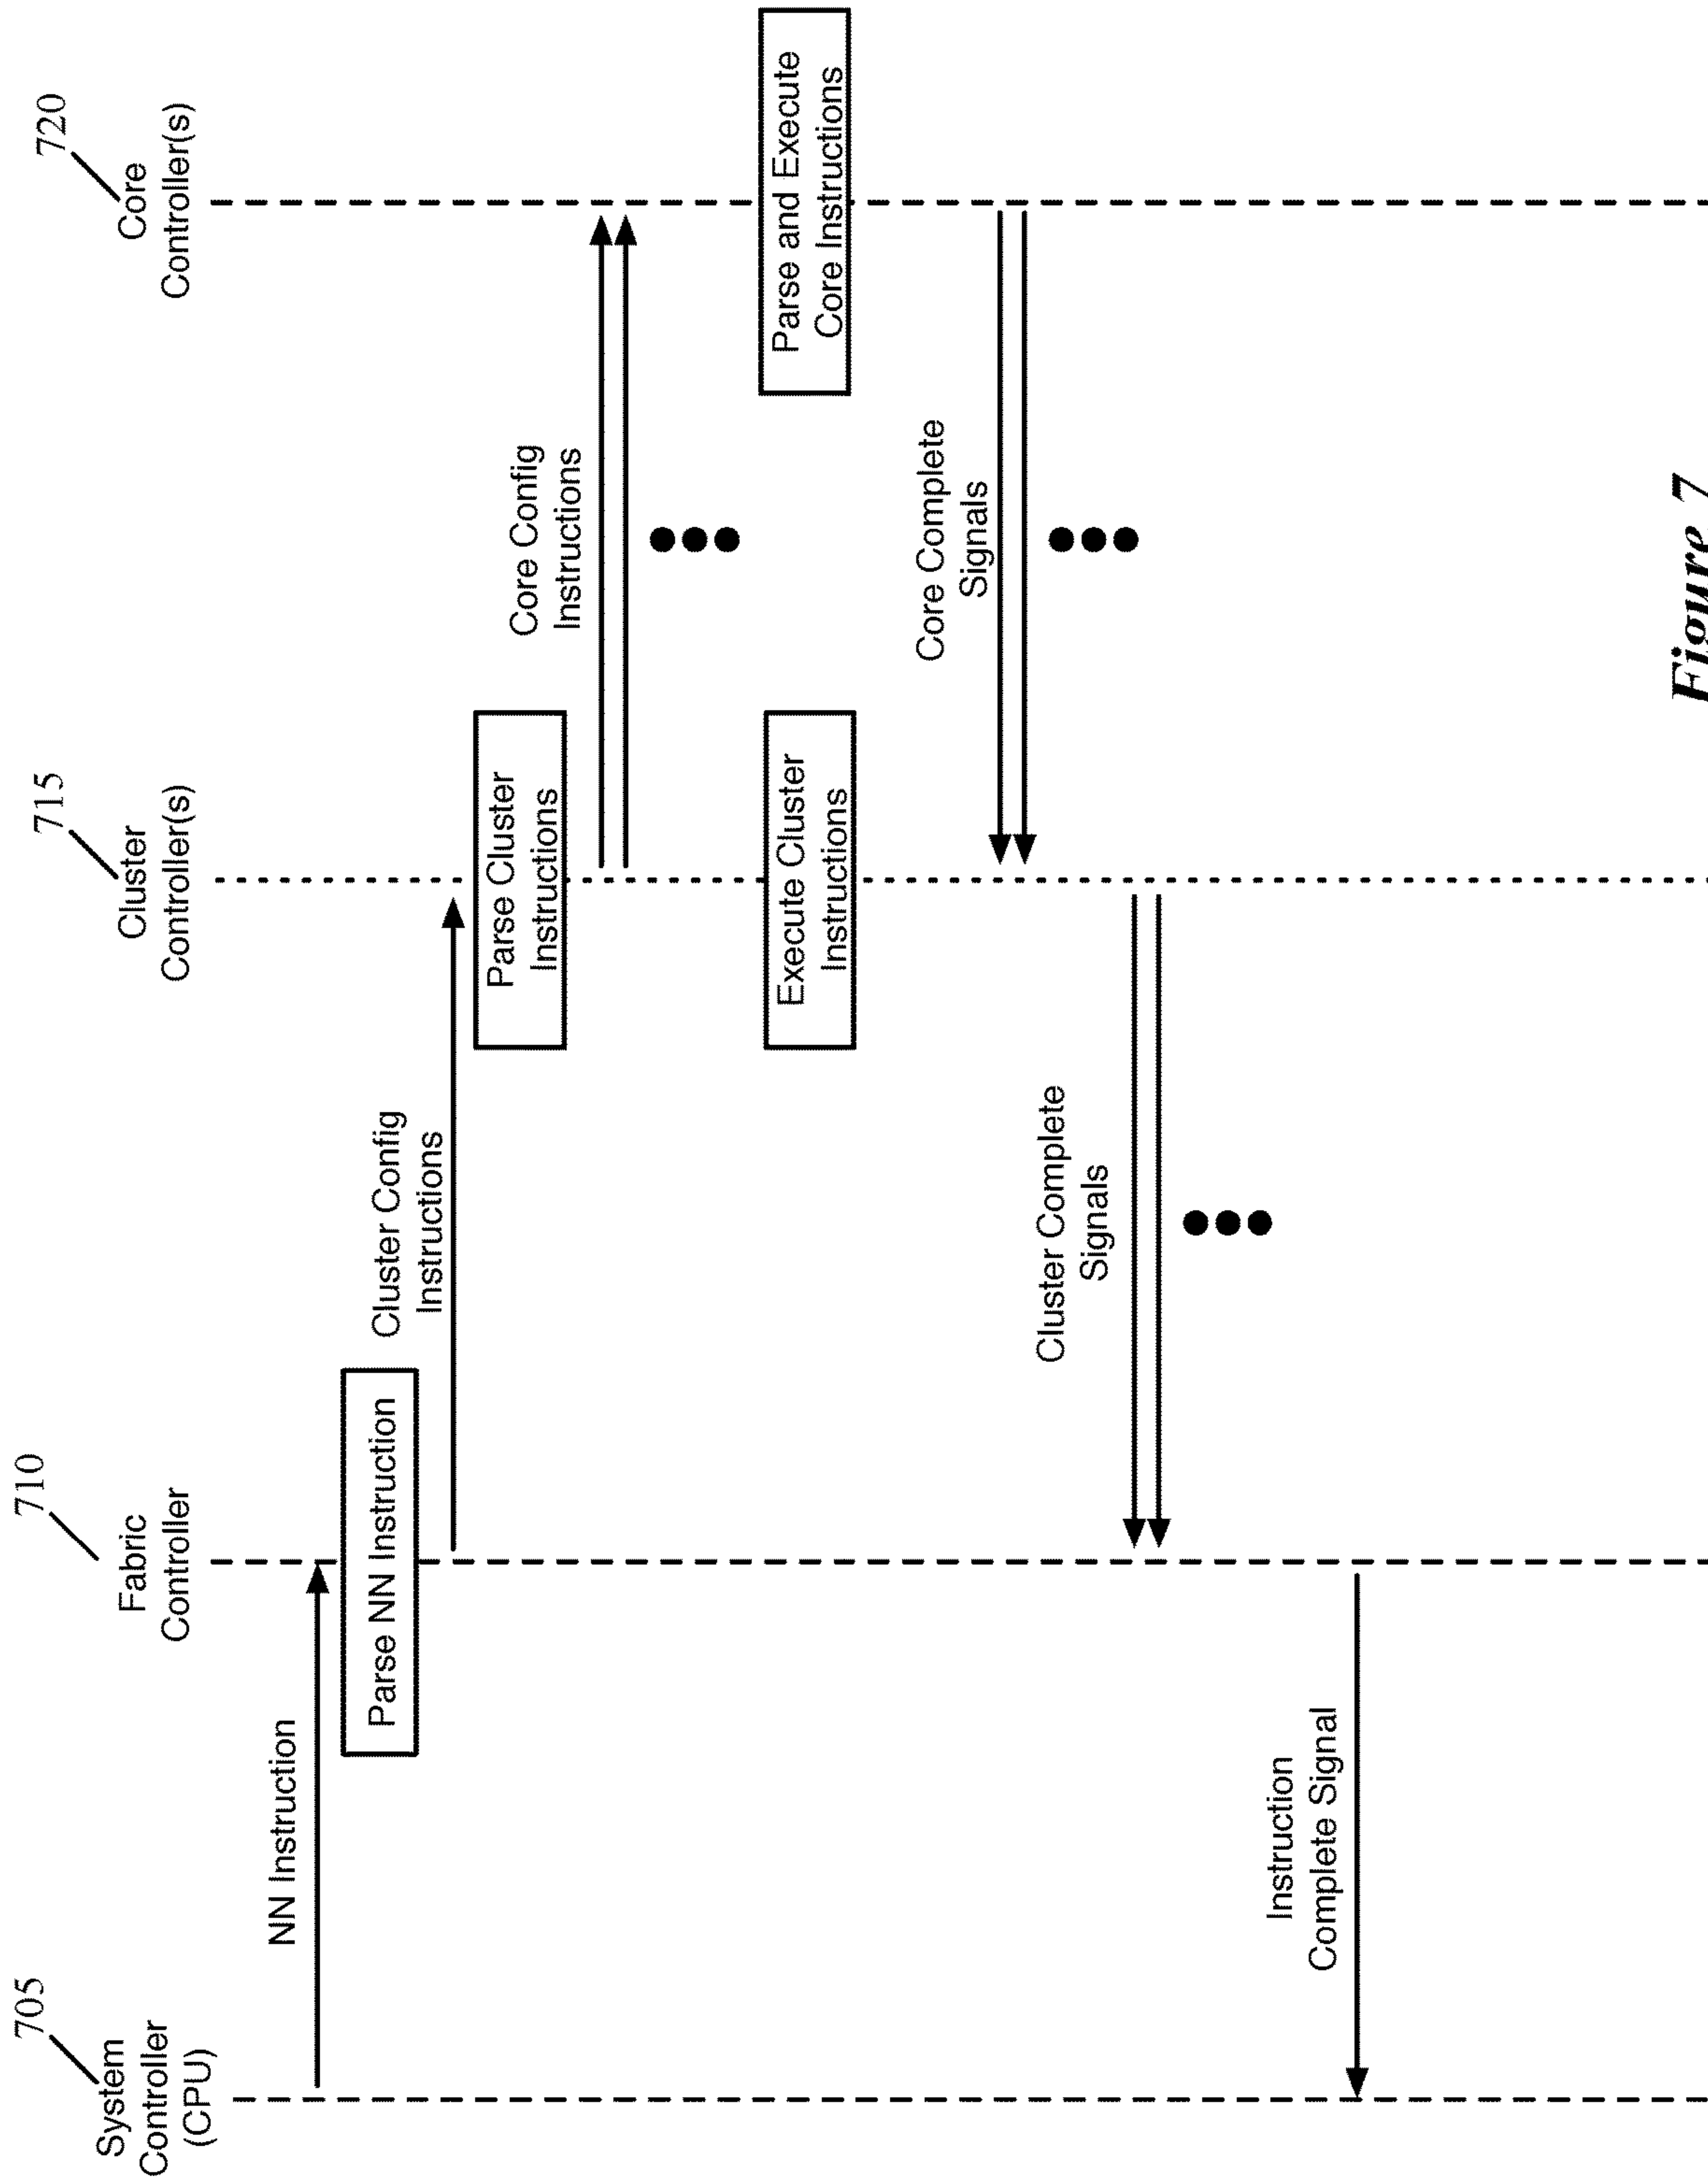 705
System
Controller
(CPU)
710
Fabric
Controller
715
Cluster
Controller(s)
720
Core
Controller(s)
NN Instruction
Parse NN Instruction
Cluster Config
Instructions
Parse Cluster
Instructions
Core Config
Instructions
Execute Cluster
Instructions
Parse and Execute
Core Instructions
Core Complete
Signals
Cluster Complete
Signals
Instruction
Complete Signal
Figure 7